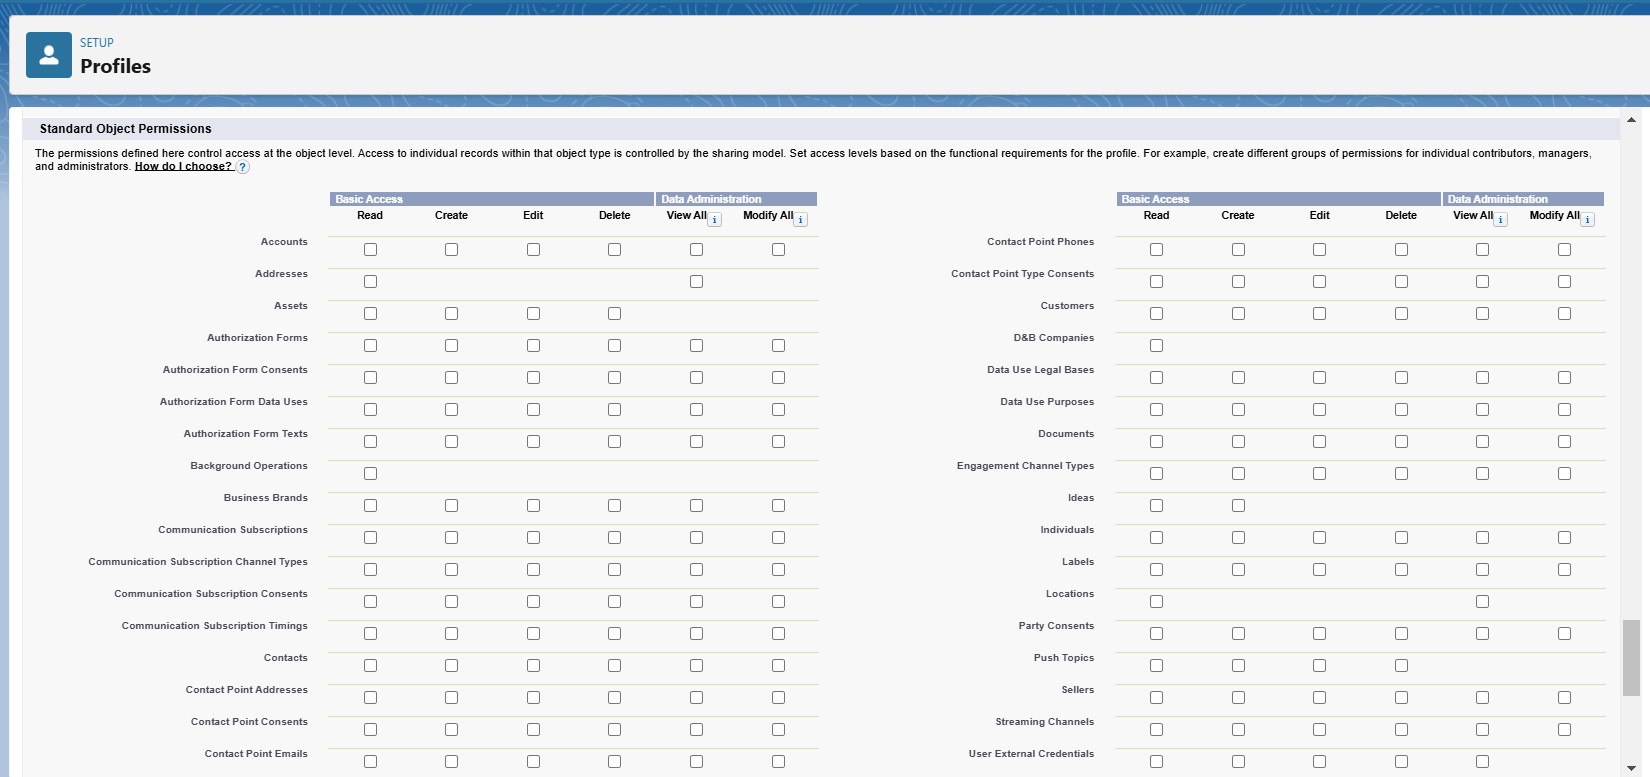 SETUP
Profiles
Standard Object Permissions
The permissions defined here control access at the object level. Access to individual records within that object type is controlled by the sharing model. Set access levels based on the functional requirements for the profile. For example, create different groups of permissions for individual contributors, managers,
and administrators. How do I choose? ?
Basic Access Data Administration
Read Create Edit Delete View All i Modify All i
Accounts
Addresses
Assets
Authorization Forms
Authorization Form Consents
Authorization Form Data Uses
Authorization Form Texts
Background Operations
Business Brands
Communication Subscriptions
Communication Subscription Channel Types
Communication Subscription Consents
Communication Subscription Timings
Contacts
Contact Point Addresses
Contact Point Consents
Contact Point Emails
Basic Access Data Administration
Read Create Edit Delete View All i Modify All i
Contact Point Phones
Contact Point Type Consents
Customers
D&B Companies
Data Use Legal Bases
Data Use Purposes
Documents
Engagement Channel Types
Ideas
Individuals
Labels
Locations
Party Consents
Push Topics
Sellers
Streaming Channels
User External Credentials